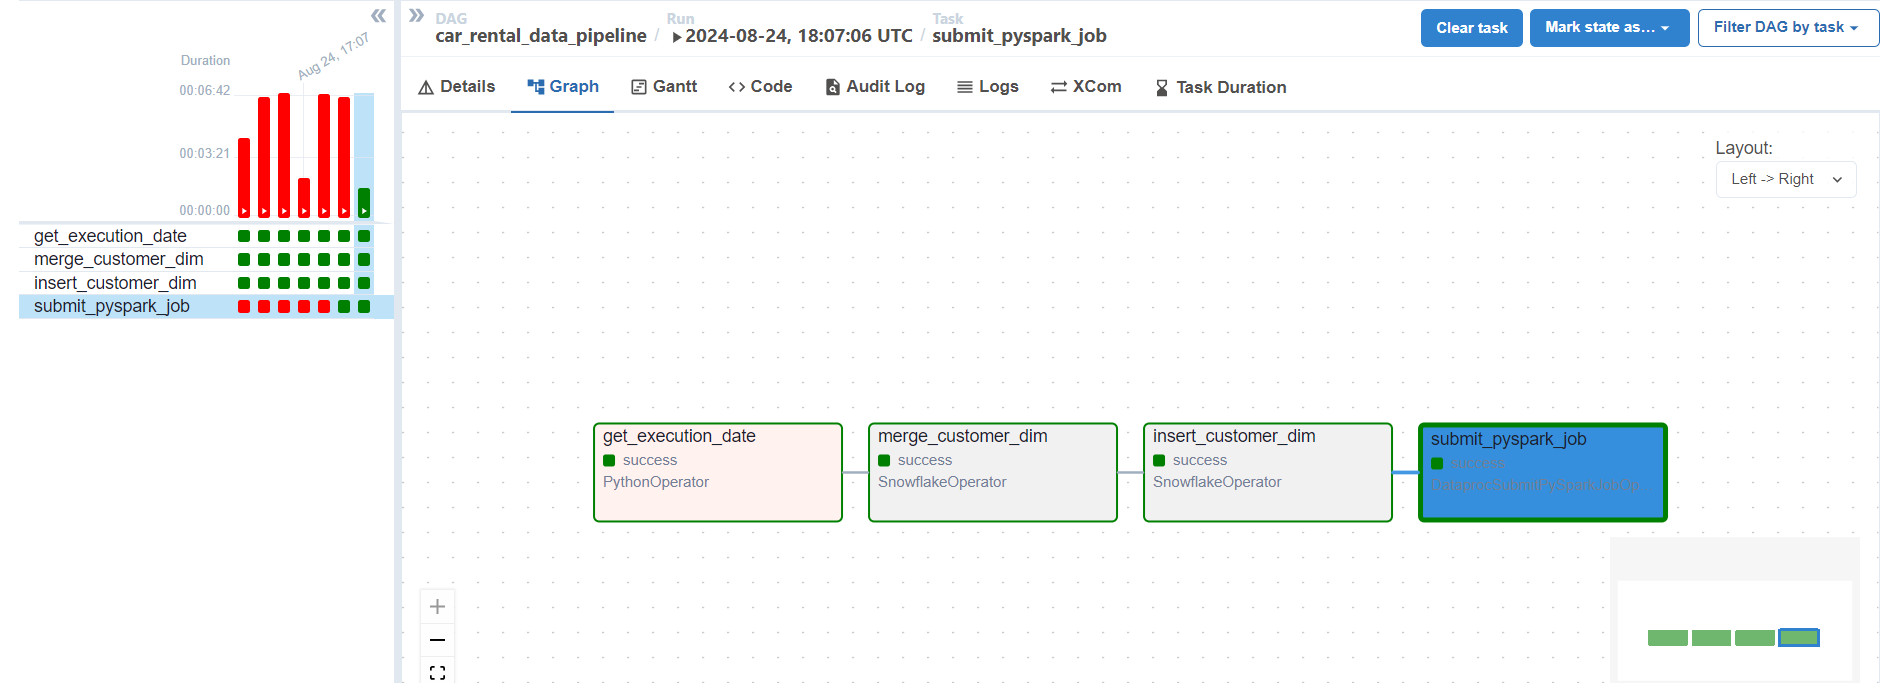 Duration
Aug 24, 17:07
00:06:42
00:03:21
00:00:00
get_execution_date
merge_customer_dim
insert_customer_dim
submit_pyspark_job
DAG
car_rental_data_pipeline
/
Run
2024-08-24, 18:07:06 UTC
/
Task
submit_pyspark_job
Clear task
Mark state as...
Filter DAG by task
Details
Graph
Gantt
Code
Audit Log
Logs
XCom
Task Duration
Layout:
Left -> Right
get_execution_date
success
PythonOperator
merge_customer_dim
success
SnowflakeOperator
insert_customer_dim
success
SnowflakeOperator
submit_pyspark_job
success